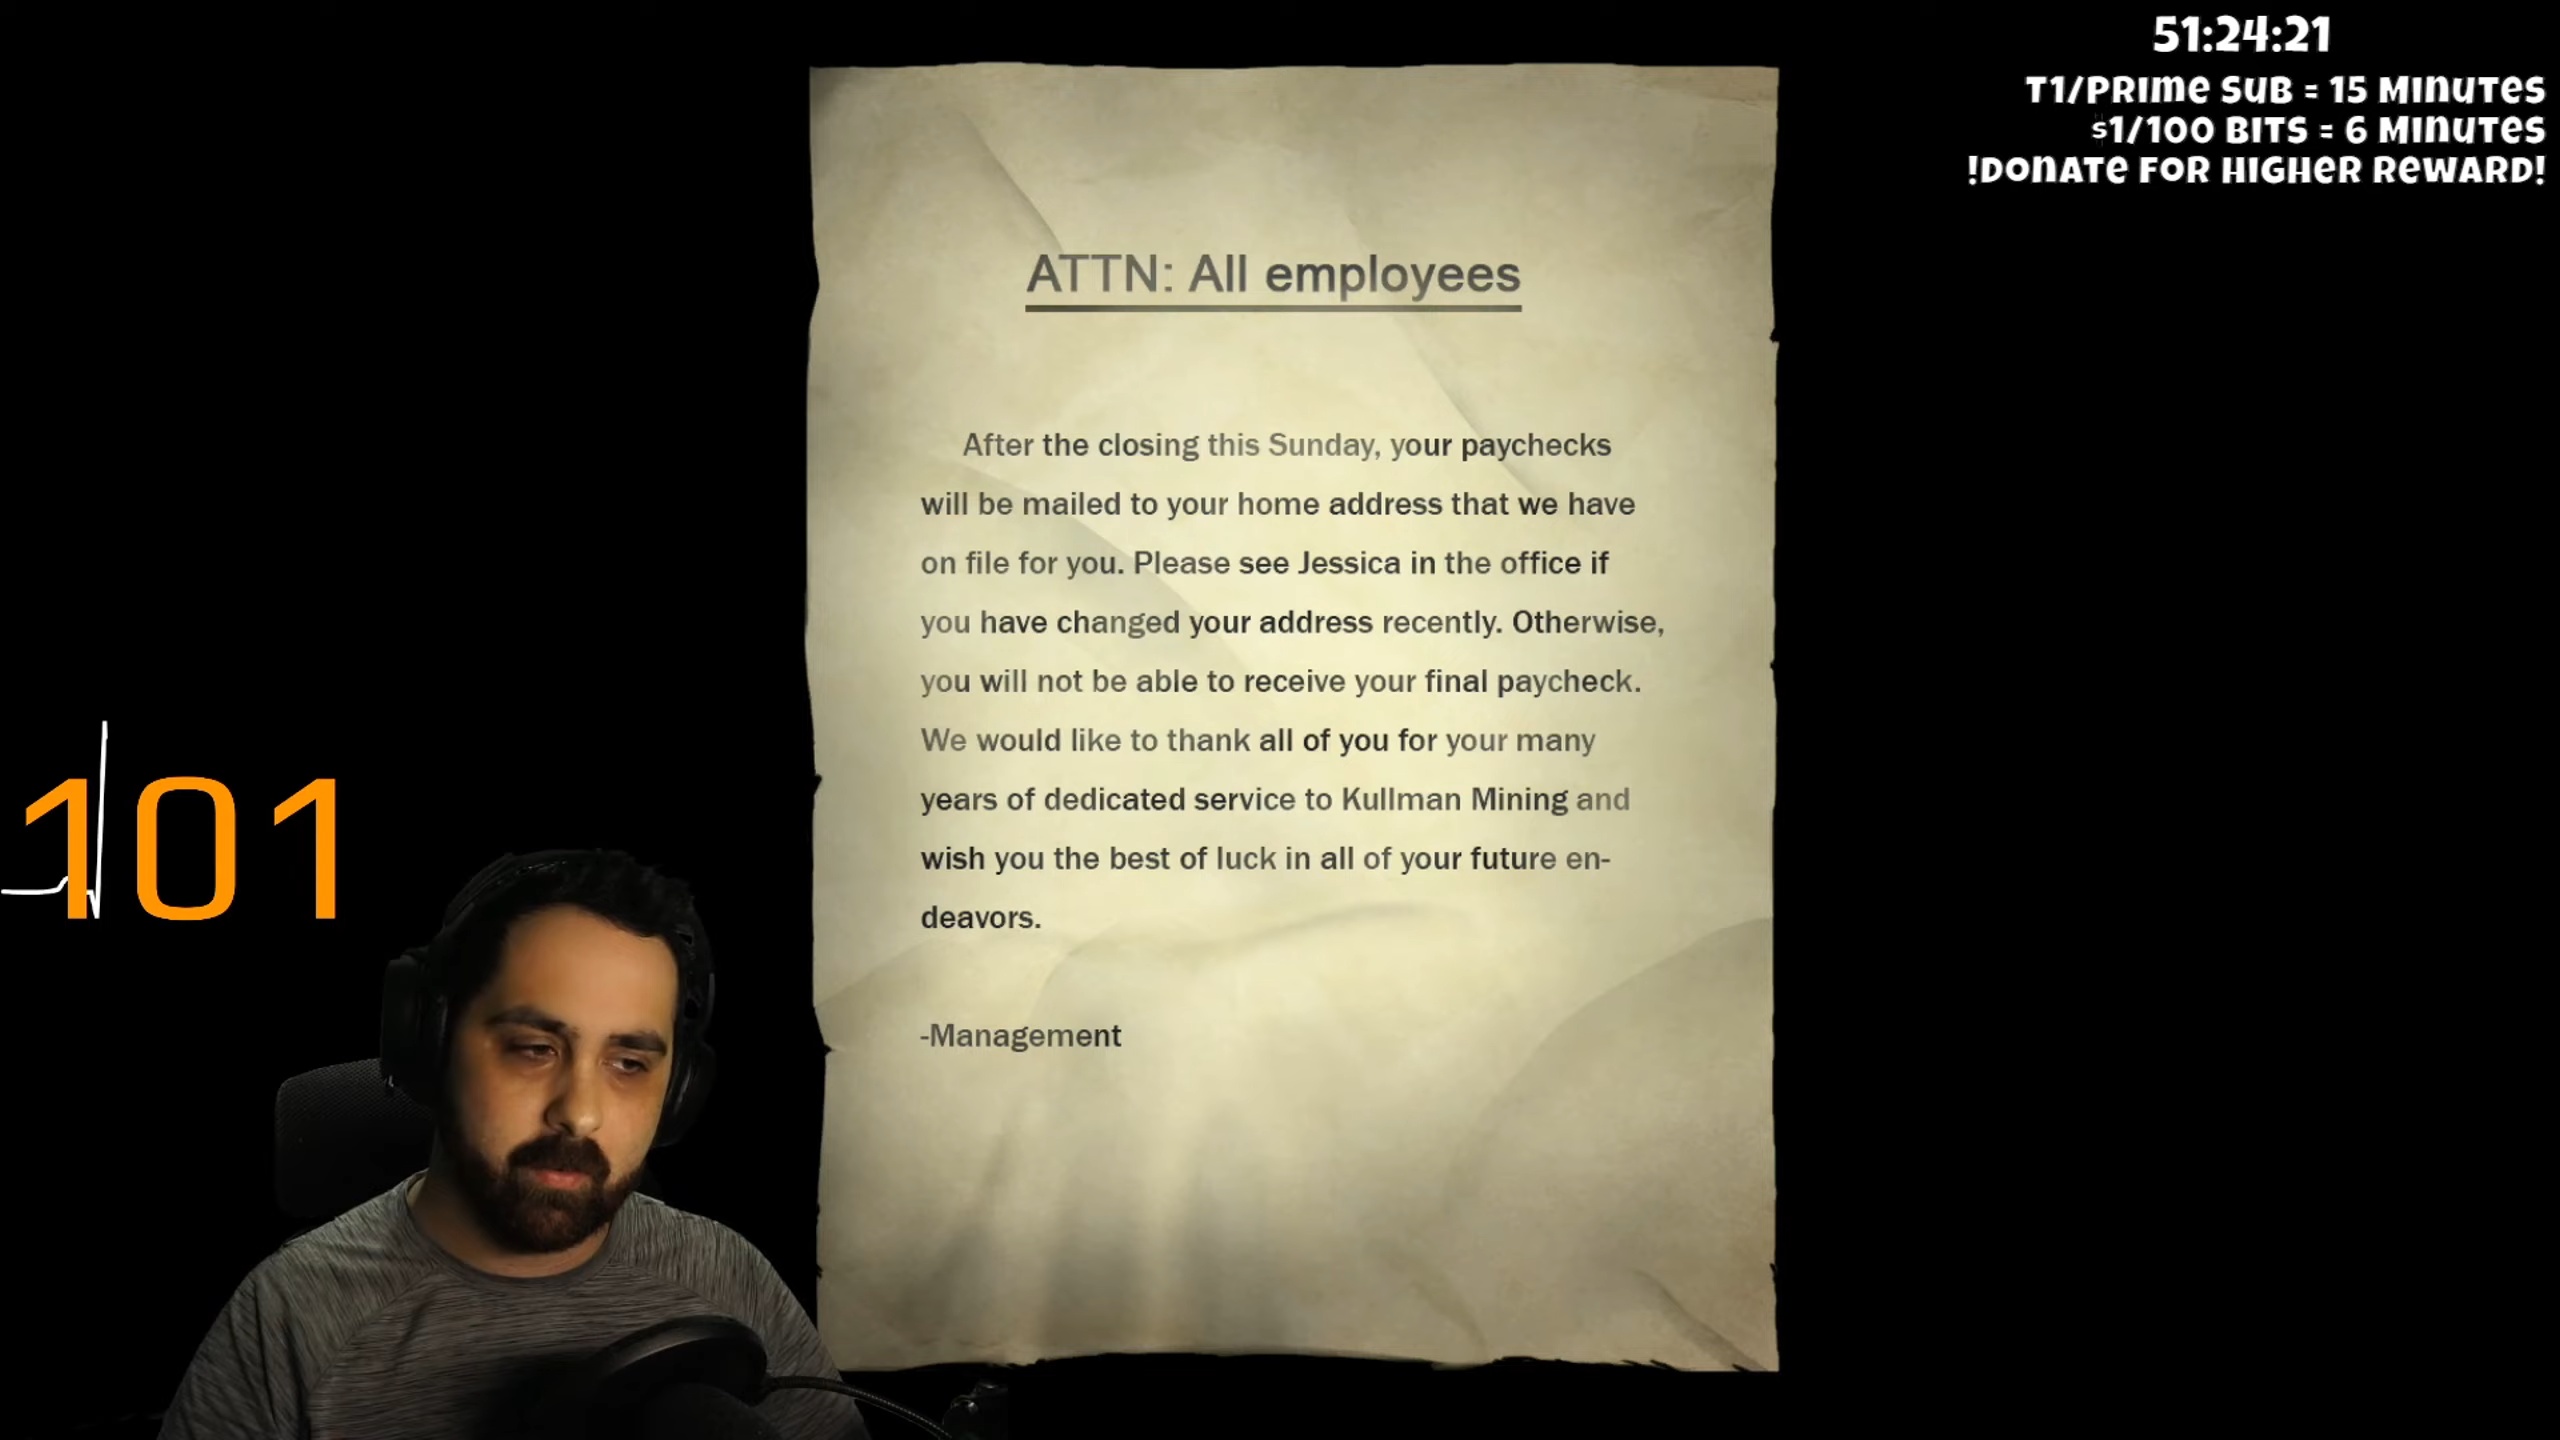 51:24:21
T1/Prime Sub = 15 Minutes
$1/100 Bits = 6 Minutes
!Donate for Higher Reward!
ATTN: All employees
After the closing this Sunday, your paychecks
will be mailed to your home address that we have
on file for you. Please see Jessica in the office if
you have changed your address recently. Otherwise,
you will not be able to receive your final paycheck.
We would like to thank all of you for your many
years of dedicated service to Kullman Mining and
wish you the best of luck in all of your future en-
deavors.
-Management
101